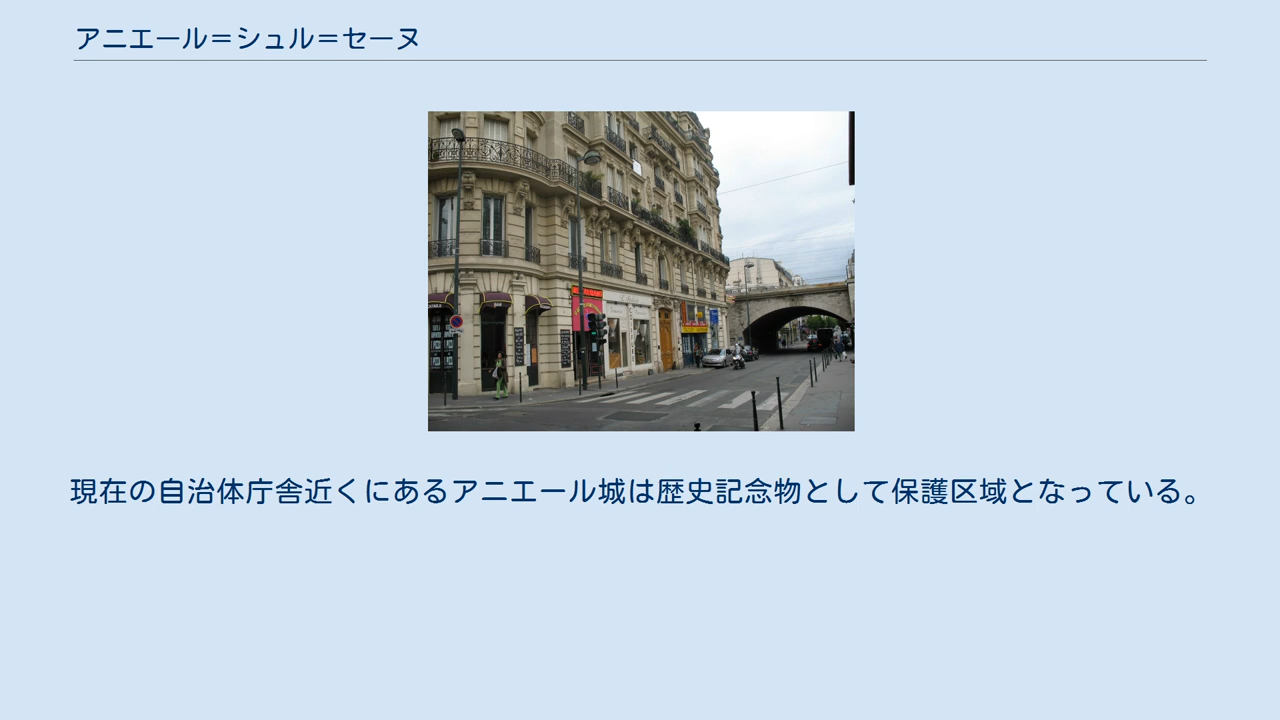 アニエール＝シュル＝セーヌ
現在の自治体庁舎近くにあるアニエール城は歴史記念物として保護区域となっている。